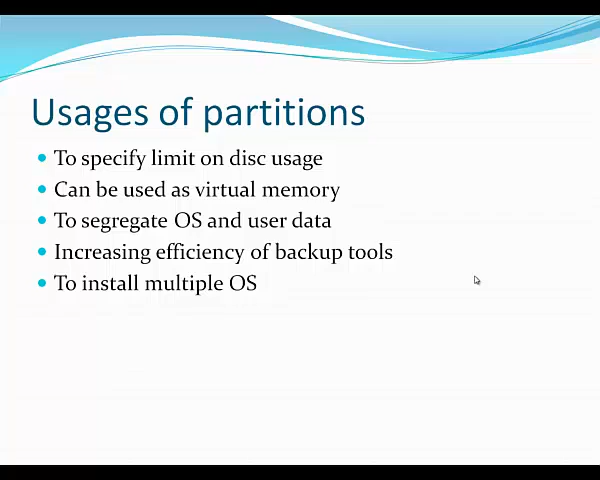 Usages of partitions
To specify limit on disc usage
Can be used as virtual memory
To segregate OS and user data
Increasing efficiency of backup tools
To install multiple OS